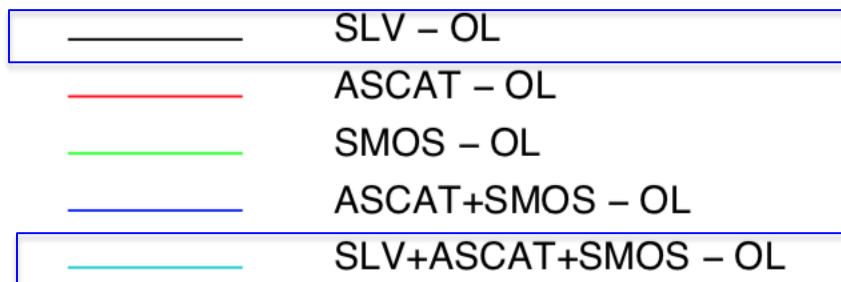 SLV – OL
ASCAT – OL
SMOS – OL
ASCAT+SMOS – OL
SLV+ASCAT+SMOS – OL